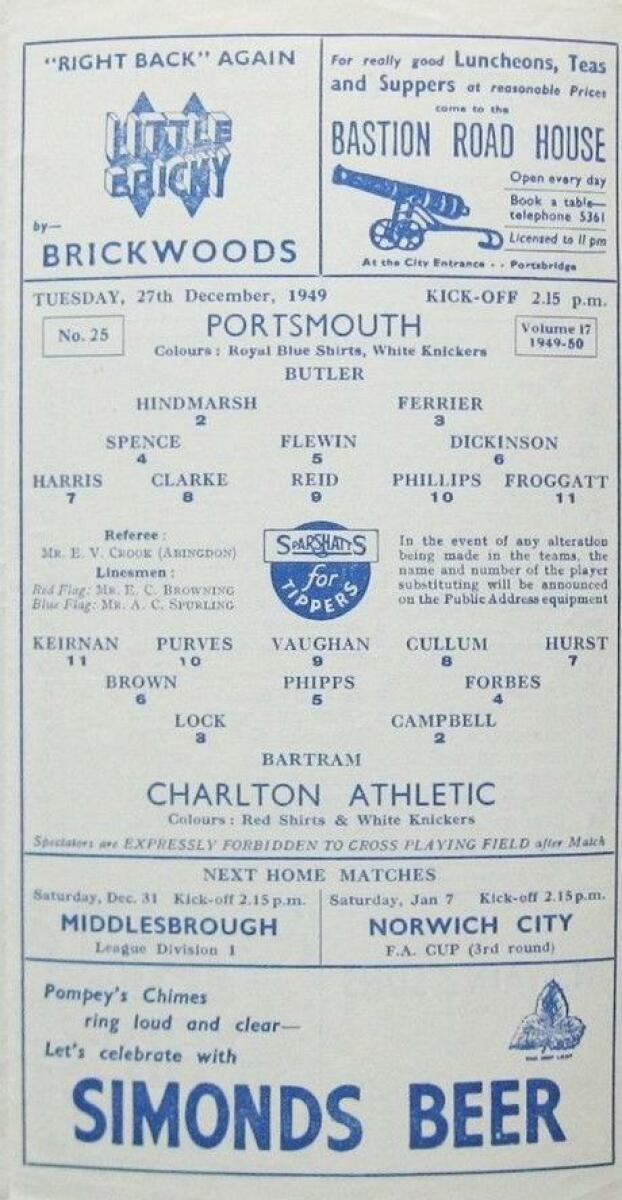 "RIGHT BACK" AGAIN
LITTLE
BRICKY
by—
BRICKWOODS
For really good Luncheons, Teas
and Suppers at reasonable Prices
come to the
BASTION ROAD HOUSE
Open every day
Book a table—
telephone 5361
Licensed to 11 pm
At the City Entrance - - Portsbridge
TUESDAY, 27th December, 1949 KICK-OFF 2.15 p.m.
No. 25
PORTSMOUTH
Volume 17
1949-50
Colours: Royal Blue Shirts, White Knickers
BUTLER
HINDMARSH FERRIER
2 3
SPENCE FLEWIN DICKINSON
4 5 6
HARRIS CLARKE REID PHILLIPS FROGGATT
7 8 9 10 11
Referee:
MR. E. V. CROOK (ABINGDON)
Linesmen:
Red Flag: MR. E. C. BROWNING
Blue Flag: MR. A. C. SPURLING
SPARSHATTS
for
TIPPERS
In the event of any alteration
being made in the teams, the
name and number of the player
substituting will be announced
on the Public Address equipment
KEIRNAN PURVES VAUGHAN CULLUM HURST
11 10 9 8 7
BROWN PHIPPS FORBES
6 5 4
LOCK CAMPBELL
3 2
BARTRAM
CHARLTON ATHLETIC
Colours: Red Shirts & White Knickers
Spectators are EXPRESSLY FORBIDDEN TO CROSS PLAYING FIELD after Match
NEXT HOME MATCHES
Saturday, Dec. 31 Kick-off 2.15 p.m.
MIDDLESBROUGH
League Division 1
Saturday, Jan 7 Kick-off 2.15 p.m.
NORWICH CITY
F.A. CUP (3rd round)
Pompey's Chimes
ring loud and clear—
Let's celebrate with
THE HOP LEAF
SIMONDS BEER